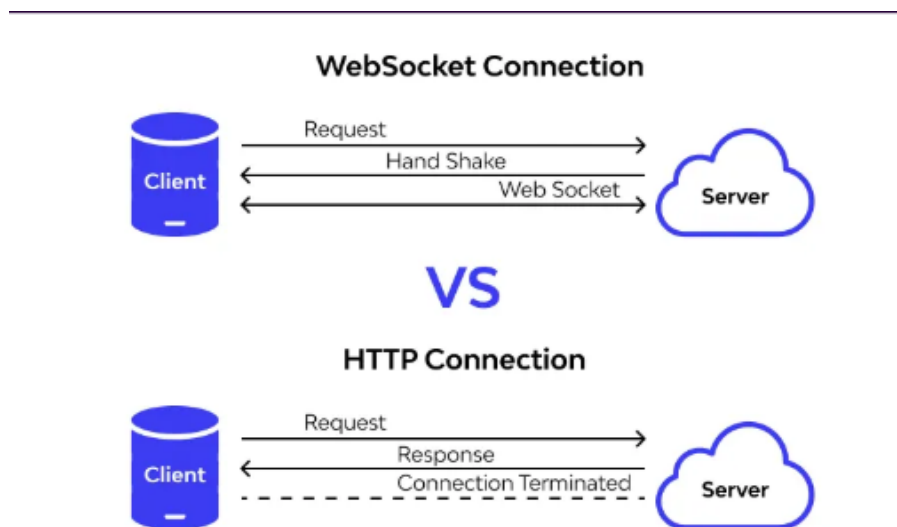 WebSocket Connection
Request
Hand Shake
Client
Web Socket
Server
VS
HTTP Connection
Request
Response
Client
Connection Terminated
Server